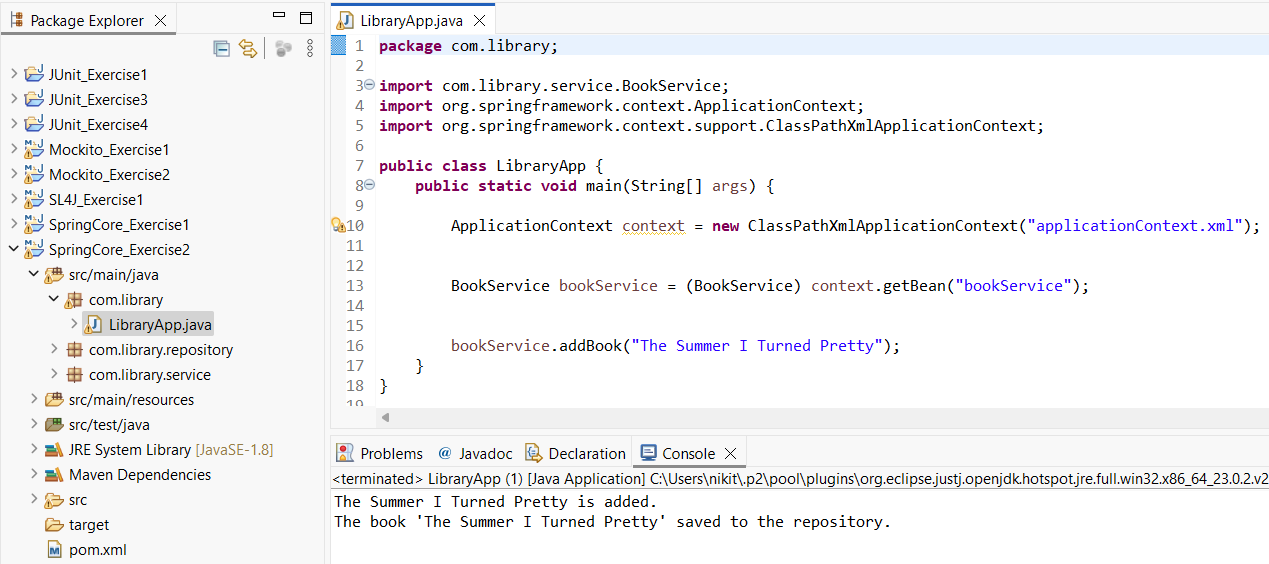 Package Explorer
JUnit_Exercise1
JUnit_Exercise3
JUnit_Exercise4
Mockito_Exercise1
Mockito_Exercise2
SL4J_Exercise1
SpringCore_Exercise1
SpringCore_Exercise2
src/main/java
com.library
LibraryApp.java
com.library.repository
com.library.service
src/main/resources
src/test/java
JRE System Library [JavaSE-1.8]
Maven Dependencies
src
target
pom.xml
LibraryApp.java
1 package com.library;
2
3 import com.library.service.BookService;
4 import org.springframework.context.ApplicationContext;
5 import org.springframework.context.support.ClassPathXmlApplicationContext;
6
7 public class LibraryApp {
8     public static void main(String[] args) {
9
10         ApplicationContext context = new ClassPathXmlApplicationContext("applicationContext.xml");
11
12
13         BookService bookService = (BookService) context.getBean("bookService");
14
15
16         bookService.addBook("The Summer I Turned Pretty");
17     }
18 }
19
Problems @ Javadoc Declaration Console
<terminated> LibraryApp (1) [Java Application] C:\Users\nikit\.p2\pool\plugins\org.eclipse.justj.openjdk.hotspot.jre.full.win32.x86_64_23.0.2.v2
The Summer I Turned Pretty is added.
The book 'The Summer I Turned Pretty' saved to the repository.